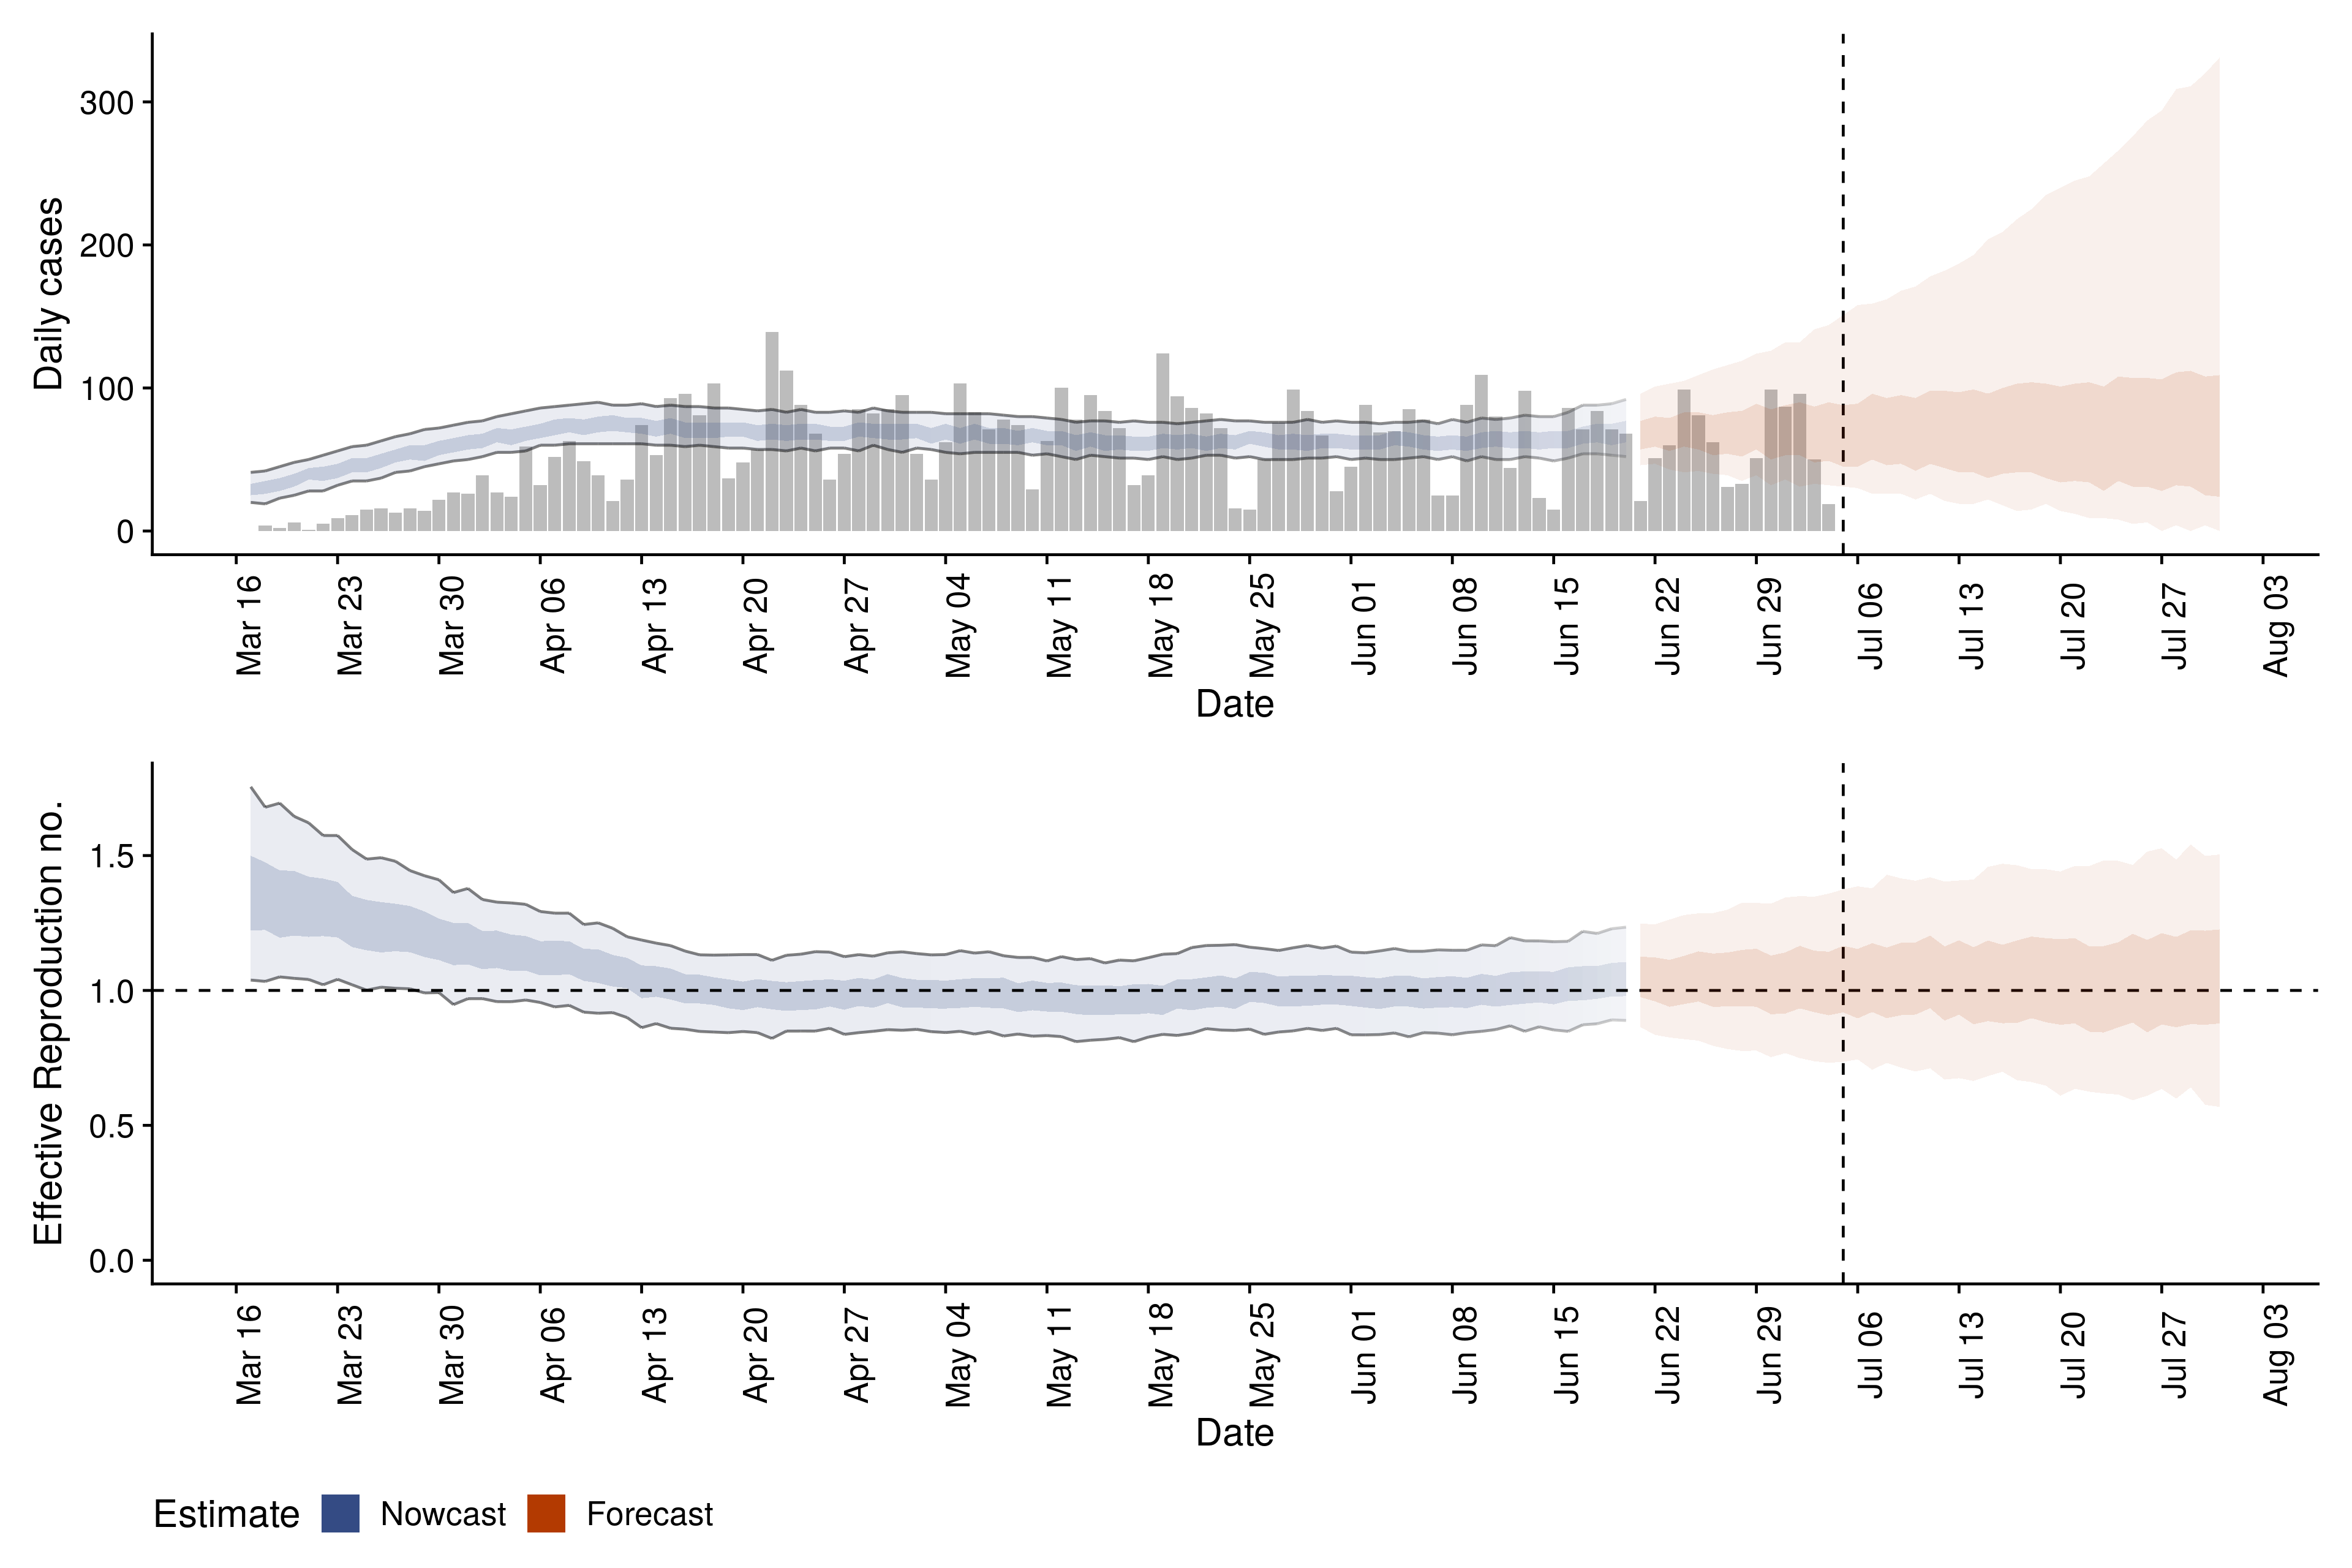 Daily cases
300
200
100
0
Mar 16 Mar 23 Mar 30 Apr 06 Apr 13 Apr 20 Apr 27 May 04 May 11 May 18 May 25 Jun 01 Jun 08 Jun 15 Jun 22 Jun 29 Jul 06 Jul 13 Jul 20 Jul 27 Aug 03
Date
Effective Reproduction no.
1.5
1.0
0.5
0.0
Mar 16 Mar 23 Mar 30 Apr 06 Apr 13 Apr 20 Apr 27 May 04 May 11 May 18 May 25 Jun 01 Jun 08 Jun 15 Jun 22 Jun 29 Jul 06 Jul 13 Jul 20 Jul 27 Aug 03
Date
Estimate Nowcast Forecast